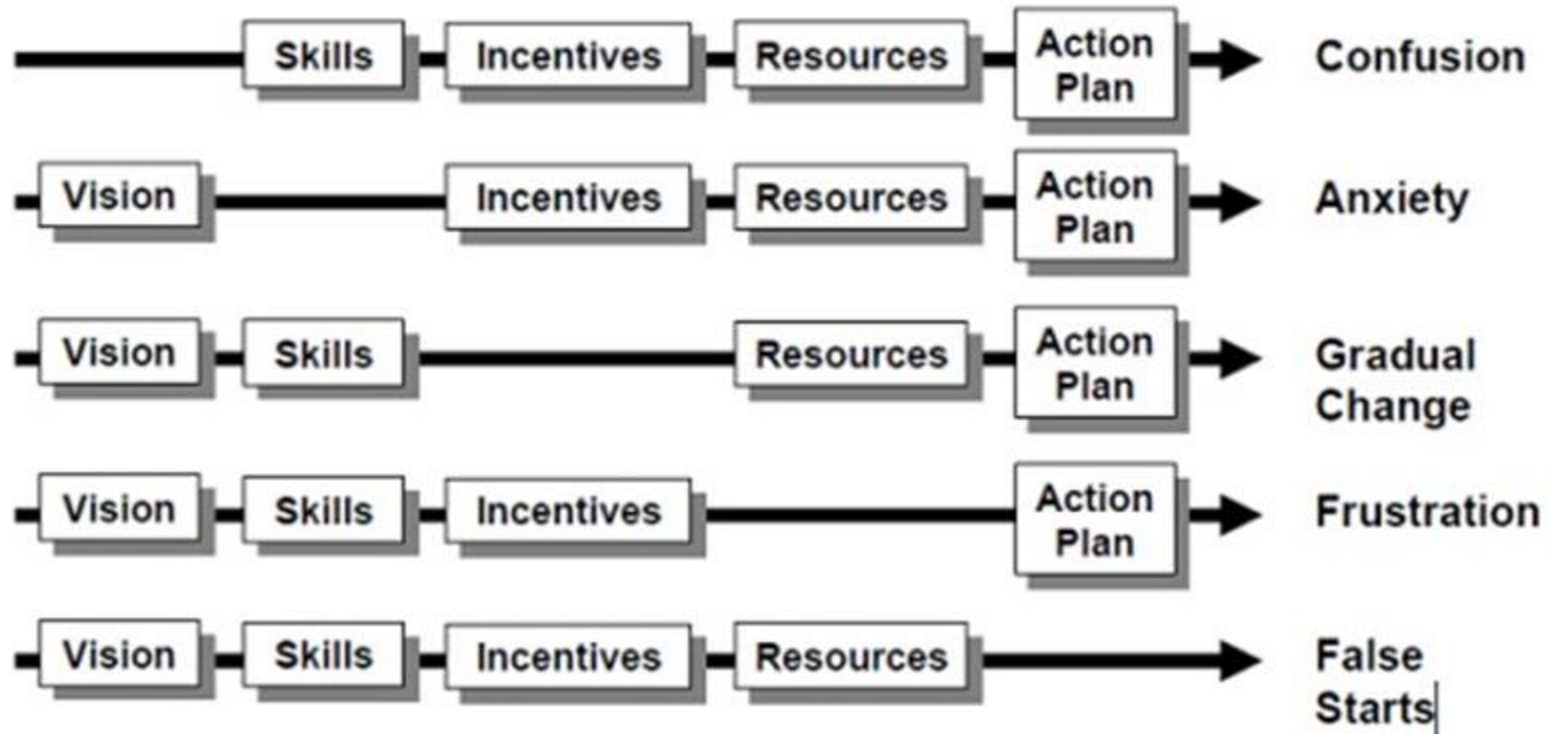 Skills Incentives Resources Action Plan Confusion
Vision Incentives Resources Action Plan Anxiety
Vision Skills Resources Action Plan Gradual Change
Vision Skills Incentives Action Plan Frustration
Vision Skills Incentives Resources False Starts